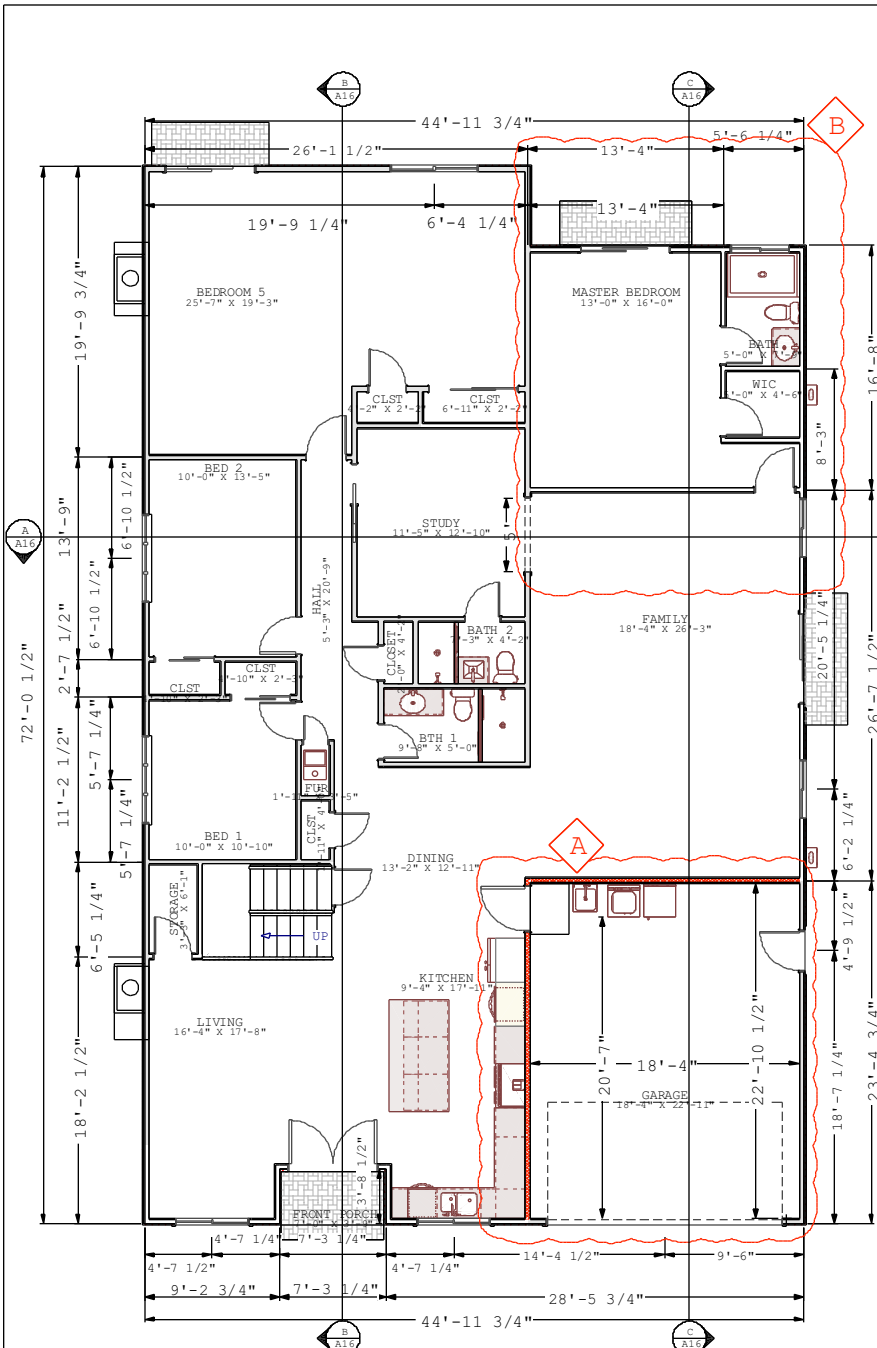 B
A16
C
A16
44'-11 3/4"
B
26'-1 1/2"
13'-4"
5'-6 1/4"
19'-9 1/4"
6'-4 1/4"
13'-4"
BEDROOM 5
25'-7" X 19'-3"
MASTER BEDROOM
13'-0" X 16'-0"
19'-9 3/4"
16'-8"
BATH
WIC
CLST
CLST
6'-11" X 2'-2"
8'-3"
BED 2
10'-0" X 13'-5"
STUDY
11'-5" X 12'-10"
A
A16
72'-0 1/2"
13'-9"
6'-10 1/2"
6'-10 1/2"
HALL
5'-3" X 20'-9"
FAMILY
18'-4" X 26'-3"
20'-5 1/4"
26'-7 1/2"
BATH 2
7'-3" X 4'-2"
CLOSET
CLST
CLST
2'-7 1/2"
11'-2 1/2"
5'-7 1/4"
5'-7 1/4"
BTH 1
9'-8" X 5'-0"
FUR
CLST
BED 1
10'-0" X 10'-10"
DINING
13'-2" X 12'-11"
A
6'-2 1/4"
STORAGE
3'-3" X 6'-1"
6'-5 1/4"
UP
4'-9 1/2"
KITCHEN
9'-4" X 17'-11"
LIVING
16'-4" X 17'-8"
18'-4"
20'-7"
22'-10 1/2"
GARAGE
18'-4" X 22'-11"
18'-7 1/4"
23'-4 3/4"
18'-2 1/2"
3'-8 1/2"
FRONT PORCH
4'-7 1/4"
7'-3 1/4"
4'-7 1/2"
4'-7 1/4"
14'-4 1/2"
9'-6"
9'-2 3/4"
7'-3 1/4"
28'-5 3/4"
44'-11 3/4"
B
A16
C
A16